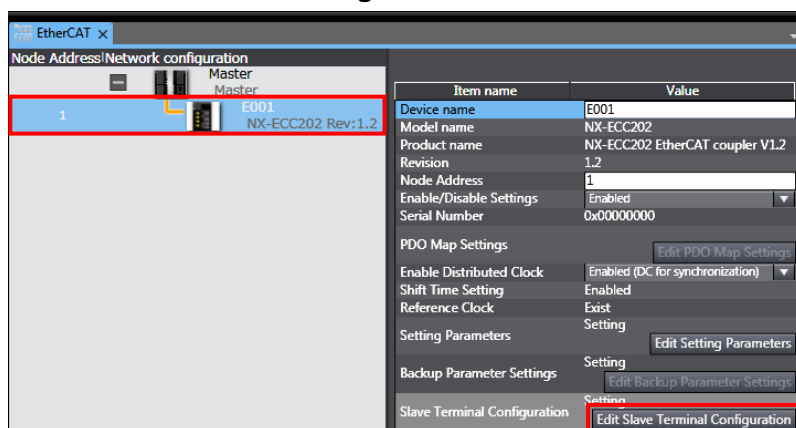 EtherCAT ×
Node Address|Network configuration
Master
Master
1
E001
NX-ECC202 Rev:1.2
Item name Value
Device name E001
Model name NX-ECC202
Product name NX-ECC202 EtherCAT coupler V1.2
Revision 1.2
Node Address 1
Enable/Disable Settings Enabled
Serial Number 0x00000000
PDO Map Settings Edit PDO Map Settings
Enable Distributed Clock Enabled (DC for synchronization)
Shift Time Setting Enabled
Reference Clock Exist
Setting Parameters Setting
Edit Setting Parameters
Backup Parameter Settings Setting
Edit Backup Parameter Settings
Slave Terminal Configuration Setting
Edit Slave Terminal Configuration